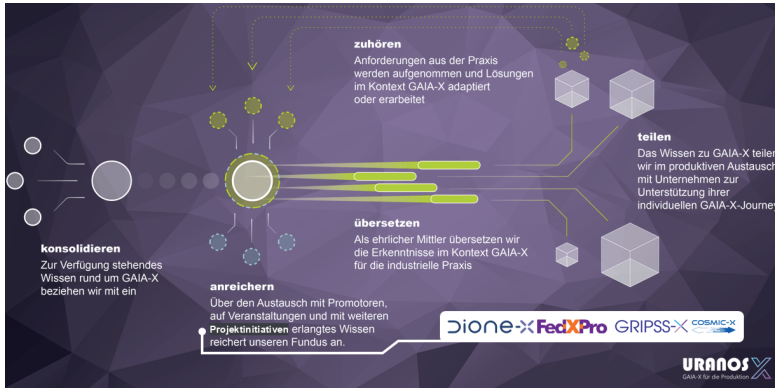 zuhören
Anforderungen aus der Praxis
werden aufgenommen und Lösungen
im Kontext GAIA-X adaptiert
oder erarbeitet
teilen
Das Wissen zu GAIA-X teilen
wir im produktiven Austausch
mit Unternehmen zur
Unterstützung ihrer
individuellen GAIA-X-Journey
übersetzen
Als ehrlicher Mittler übersetzen wir
die Erkenntnisse im Kontext GAIA-X
für die industrielle Praxis
konsolidieren
Zur Verfügung stehendes
Wissen rund um GAIA-X
beziehen wir mit ein
anreichern
Über den Austausch mit Promotoren,
auf Veranstaltungen und mit weiteren
Projektinitiativen erlangtes Wissen
reichert unseren Fundus an.
Dione-X FedXPro GRIPSS-X COSMIC-X
URANOS X
GAIA-X für die Produktion